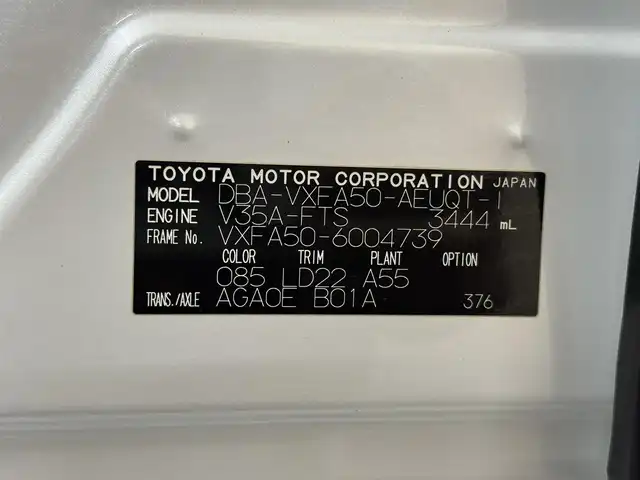 TOYOTA MOTOR CORPORATION JAPAN
MODEL DBA-VXFA50-AEUQT-I
ENGINE V35A-FTS 3444 mL
FRAME No. VXFA50-6004739
COLOR TRIM PLANT OPTION
085 LD22 A55
TRANS./AXLE AGA0E B01A 376